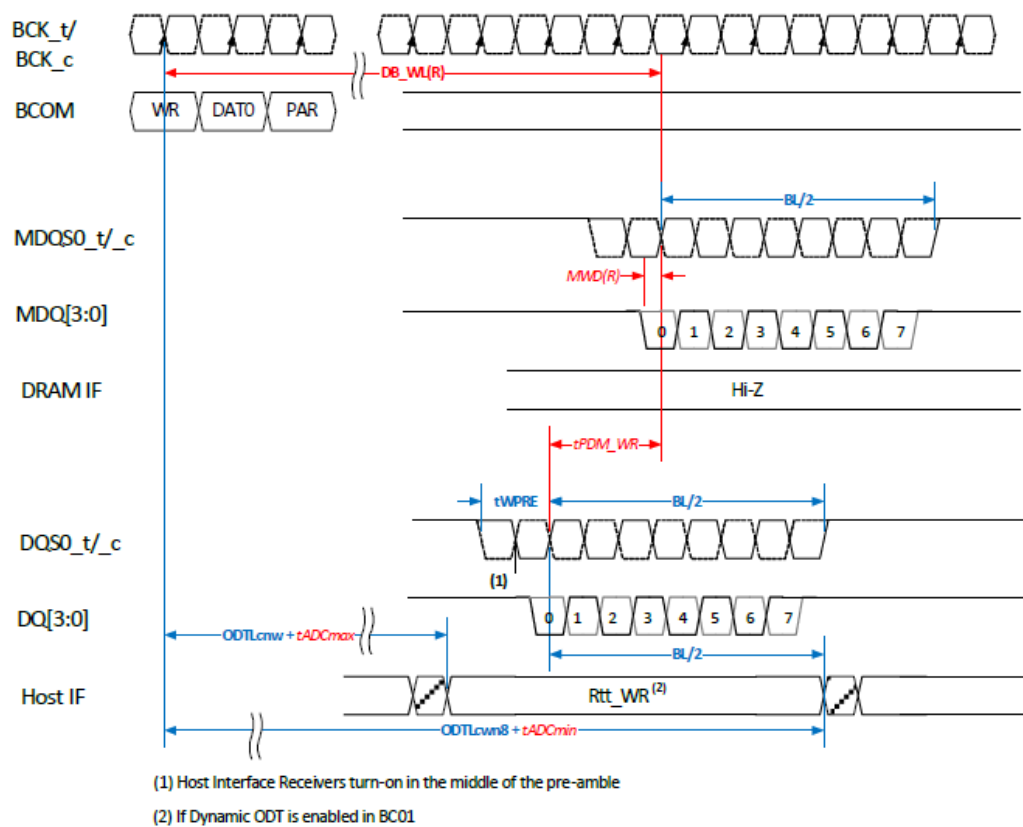 BCK_t/
BCK_c
DB_WL(R)
BCOM
WR DAT0 PAR
BL/2
MDQS0_t/_c
MWD(R)
MDQ[3:0]
0 1 2 3 4 5 6 7
DRAM IF
Hi-Z
tPDM_WR
tWPRE
BL/2
DQS0_t/_c
(1)
DQ[3:0]
0 1 2 3 4 5 6 7
ODTLcnw + tADCmax
BL/2
Host IF
Rtt_WR(2)
ODTLcwn8 + tADCmin
(1) Host Interface Receivers turn-on in the middle of the pre-amble
(2) If Dynamic ODT is enabled in BC01